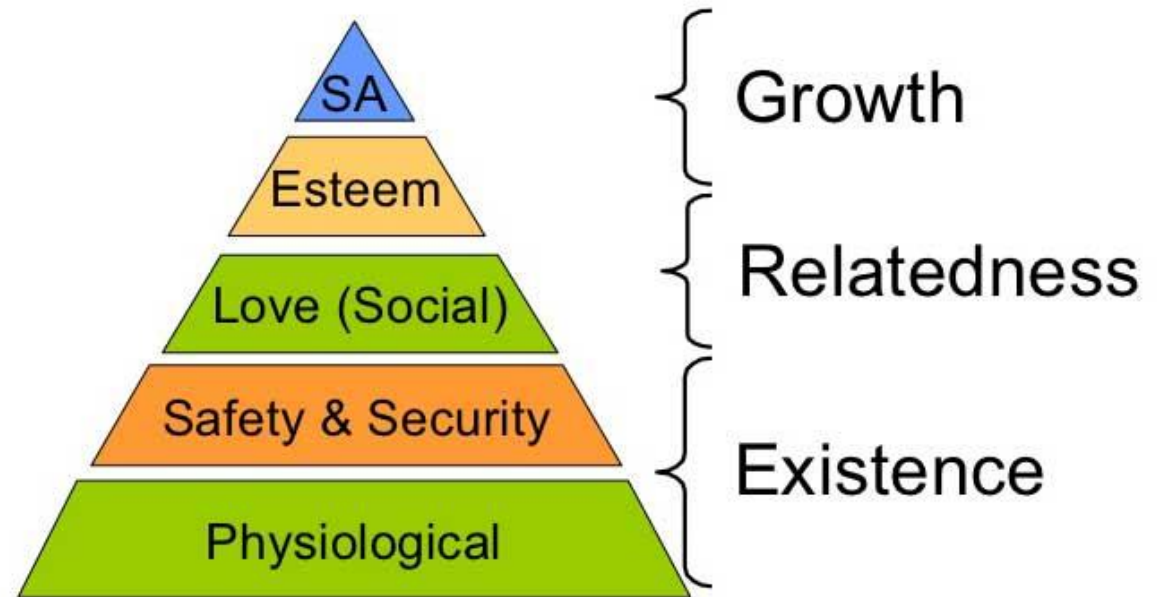 SA
Esteem
Love (Social)
Safety & Security
Physiological
Growth
Relatedness
Existence